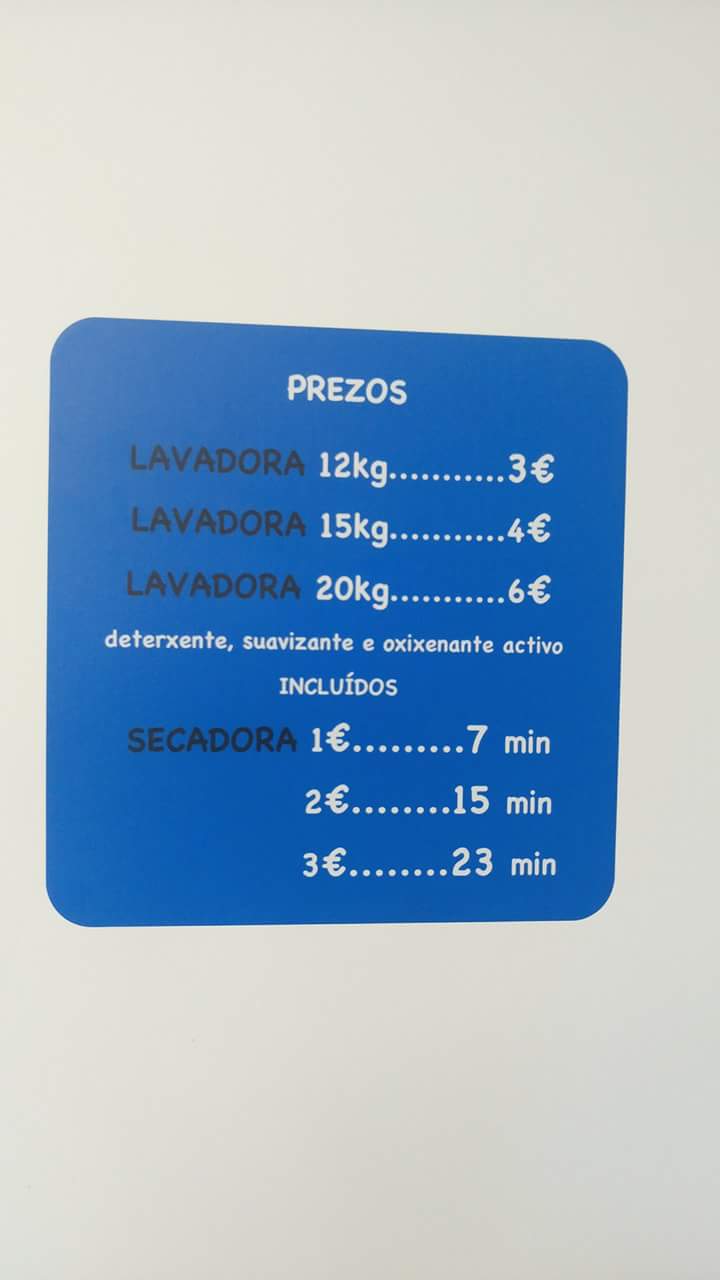 PREZOS
LAVADORA 12kg...........3€
LAVADORA 15kg...........4€
LAVADORA 20kg...........6€
deterxente, suavizante e oxixenante activo
INCLUÍDOS
SECADORA 1€.........7 min
2€........15 min
3€........23 min